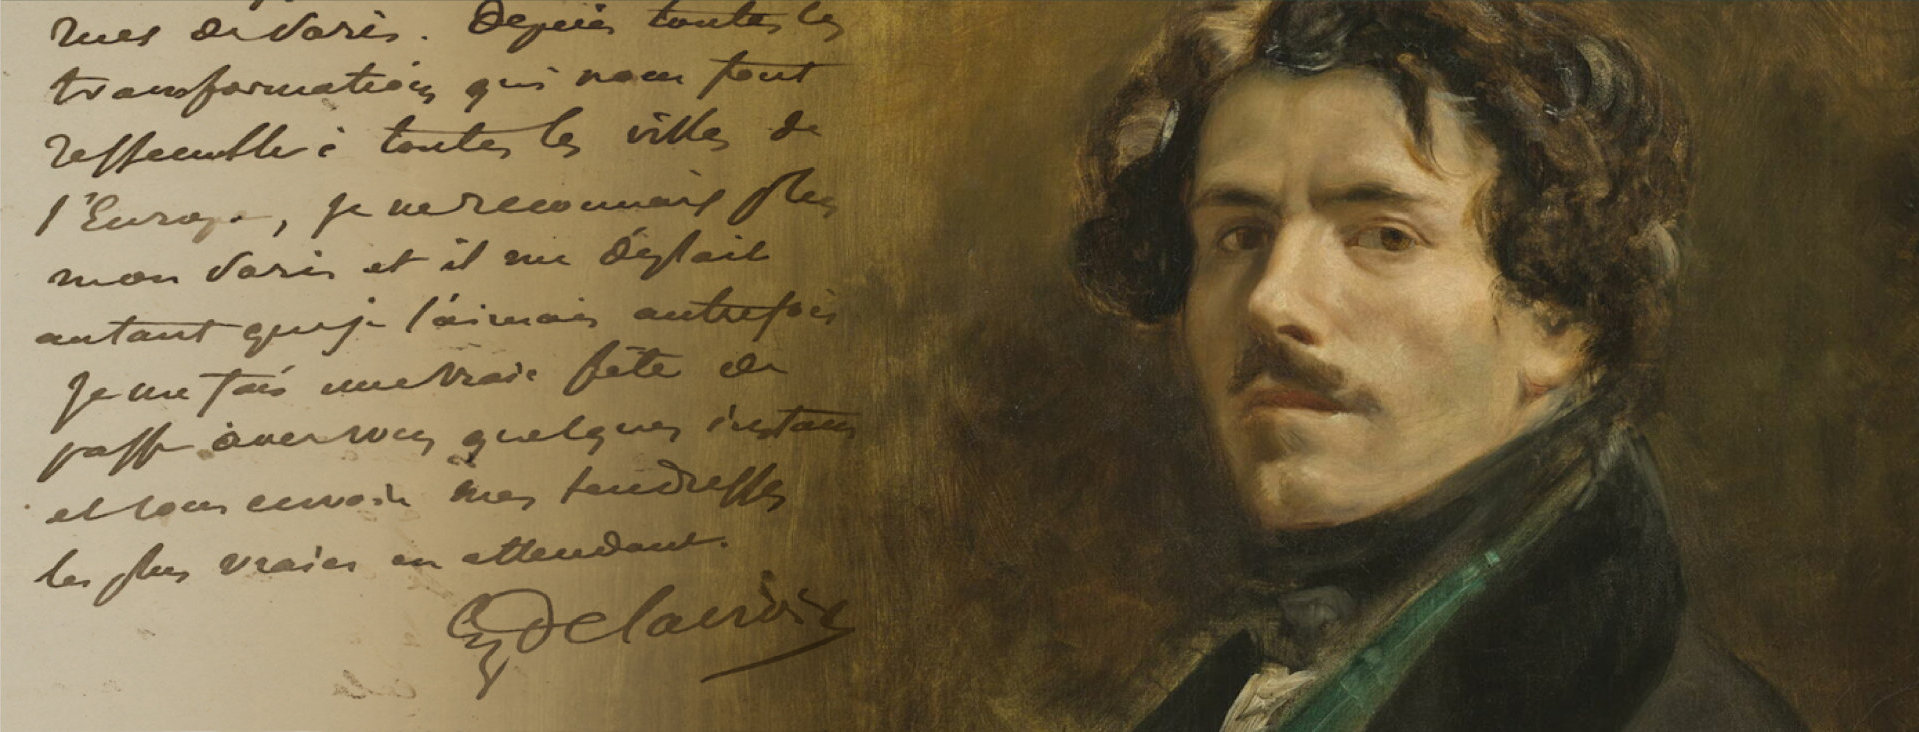 rues de Paris. Depuis toutes les
transformations qui nous font
ressembler à toutes les villes de
l'Europe, je ne reconnais plus
mon Paris et il me déplait
autant que je l'aimais autrefois
Je me fais une vraie fête de
passer avec vous quelques instans
et vous envoie mes tendresses
les plus vraies en attendant.
Eug Delacroix